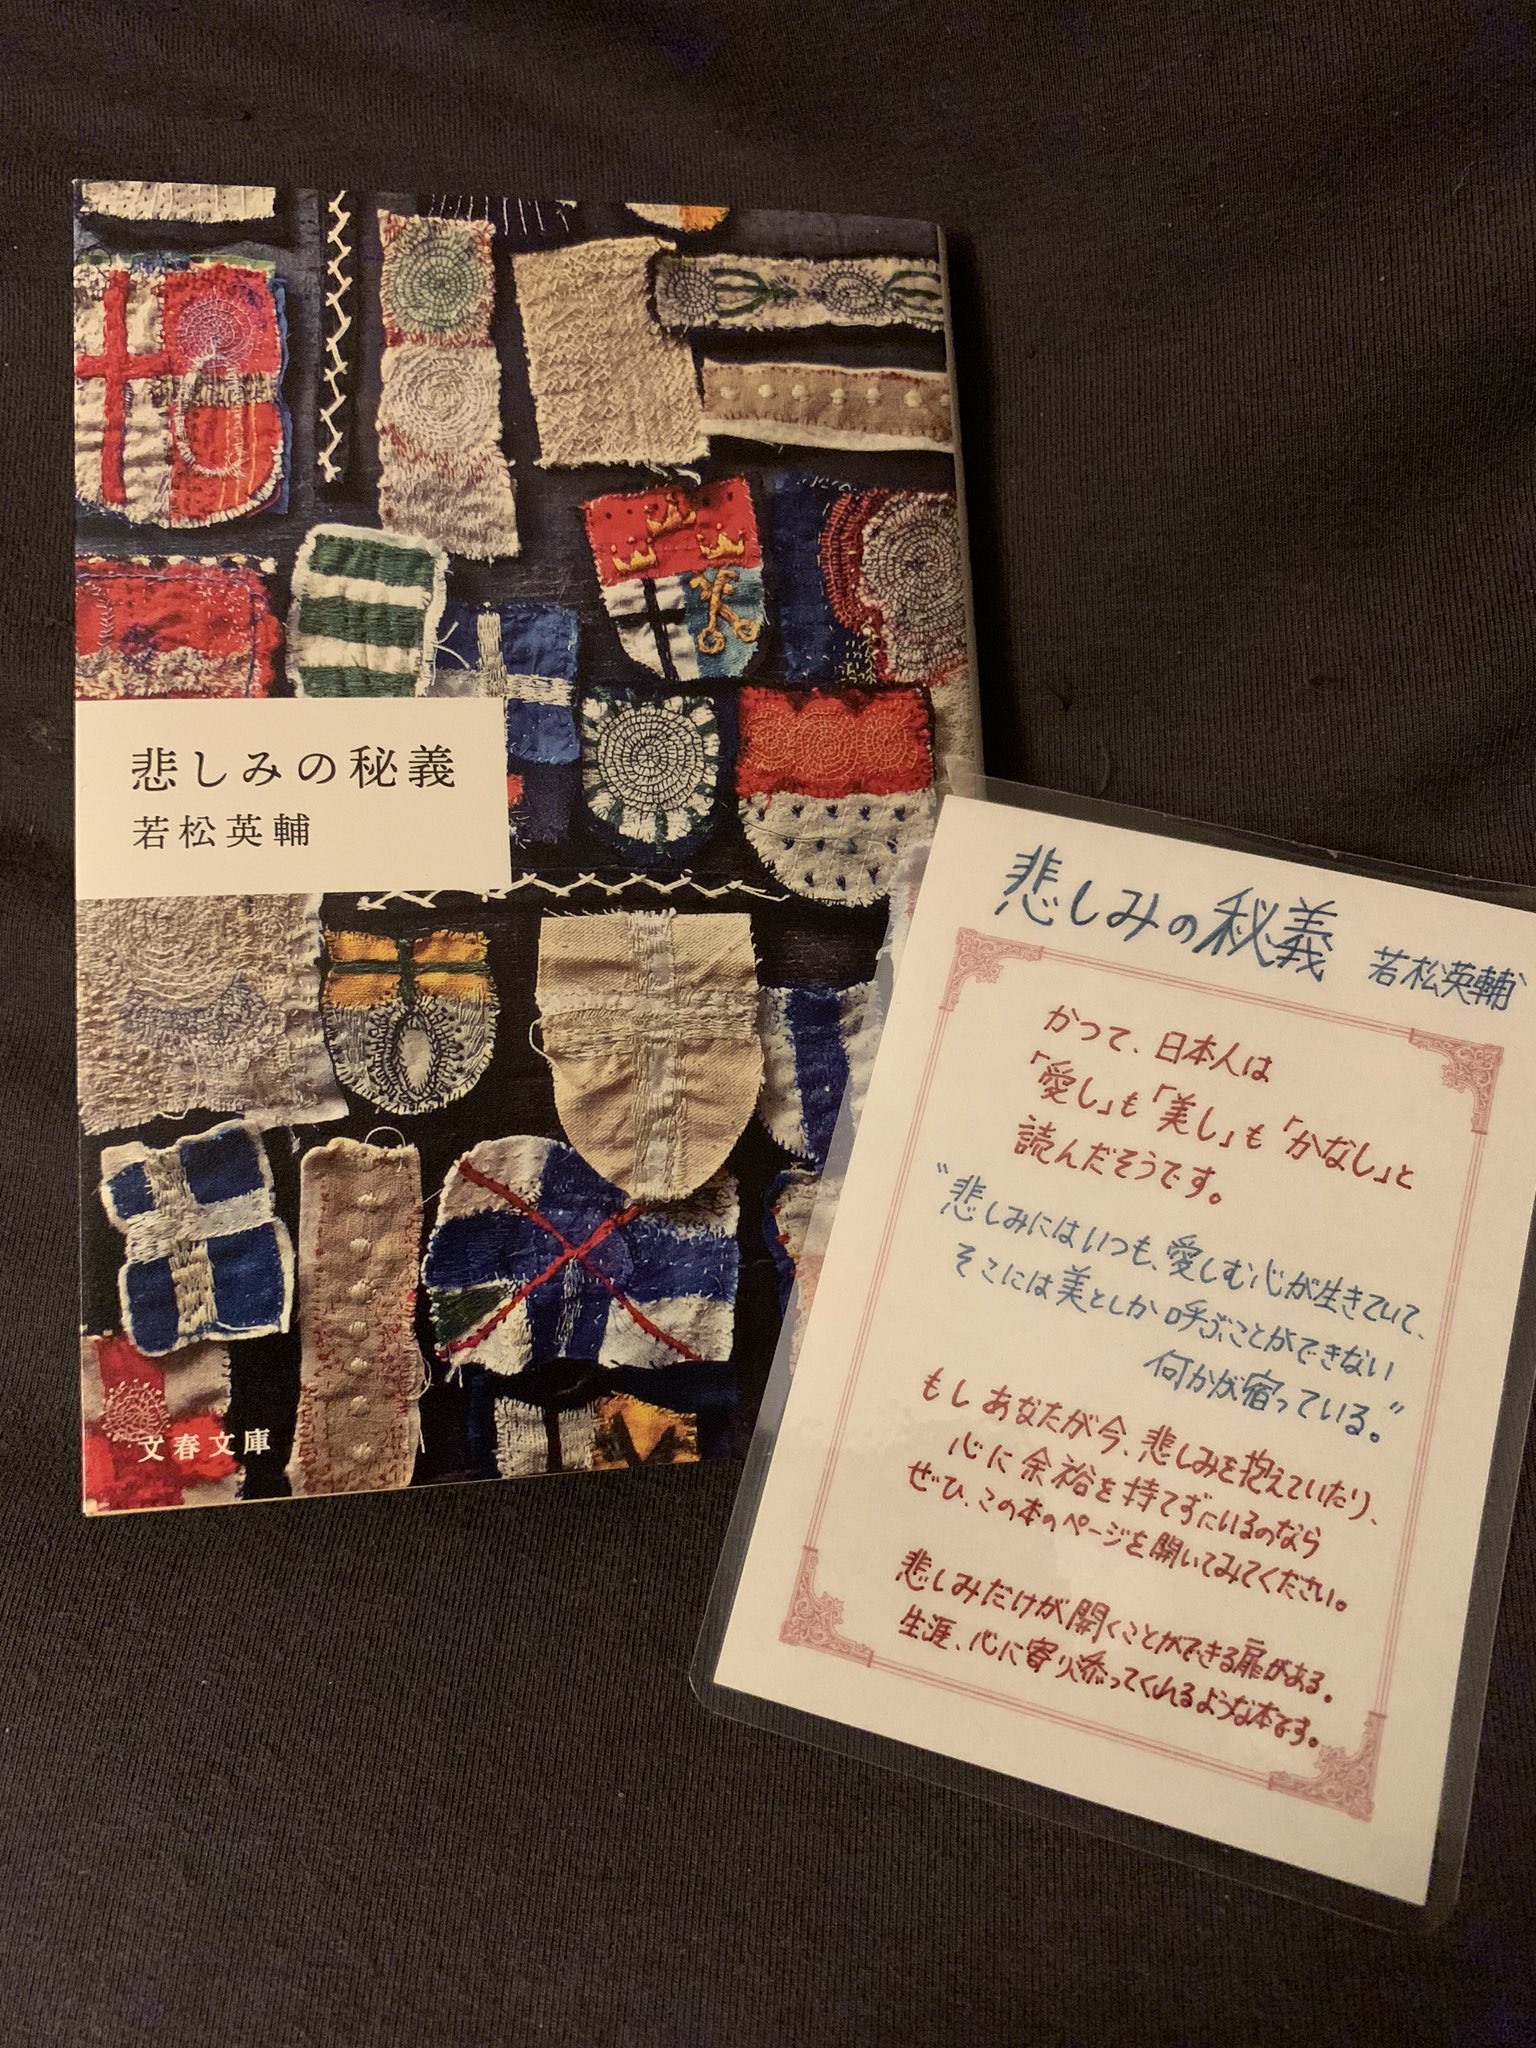 悲しみの秘義
若松英輔
文春文庫
悲しみの秘義
若松英輔
かつて、日本人は
「愛し」も「美し」も「かなし」と
読んだそうです。
"悲しみにはいつも、愛しむ心が生きていて、
そこには美としか呼ぶことができない
何かが宿っている。"
もしあなたが今、悲しみを抱えていたり、
心に余裕を持てずにいるのなら
ぜひ、この本のページを開いてみてください。
悲しみだけが開くことができる扉がある。
生涯、心に寄り添ってくれるような本です。